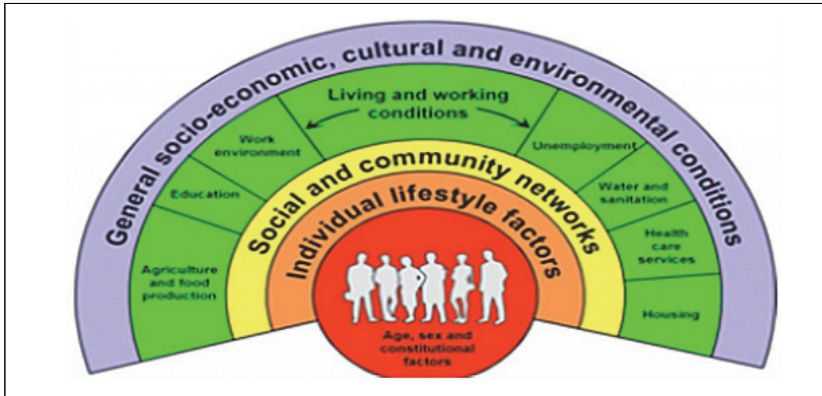 General socio-economic, cultural and environmental conditions
Living and working
conditions
Work
environment
Unemployment
Education
Water and
sanitation
Agriculture
and food
production
Health
care
services
Housing
Social and community networks
Individual lifestyle factors
Age, sex and
constitutional
factors